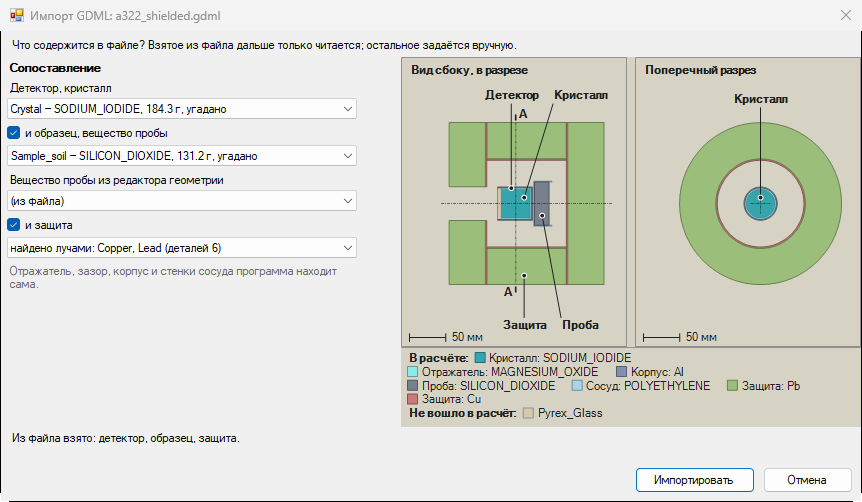 Импорт GDML: a322_shielded.gdml
Что содержится в файле? Взятое из файла дальше только читается; остальное задаётся вручную.
Сопоставление
Детектор, кристалл
Crystal – SODIUM_IODIDE, 184.3 г, угадано
и образец, вещество пробы
Sample_soil – SILICON_DIOXIDE, 131.2 г, угадано
Вещество пробы из редактора геометрии
(из файла)
и защита
найдено лучами: Copper, Lead (деталей 6)
Отражатель, зазор, корпус и стенки сосуда программа находит
сама.
Вид сбоку, в разрезе
Детектор
Кристалл
A
A
Защита
Проба
50 мм
Поперечный разрез
Кристалл
50 мм
В расчёте: Кристалл: SODIUM_IODIDE
Отражатель: MAGNESIUM_OXIDE Корпус: Al
Проба: SILICON_DIOXIDE Сосуд: POLYETHYLENE Защита: Pb
Защита: Cu
Не вошло в расчёт: Pyrex_Glass
Из файла взято: детектор, образец, защита.
Импортировать
Отмена